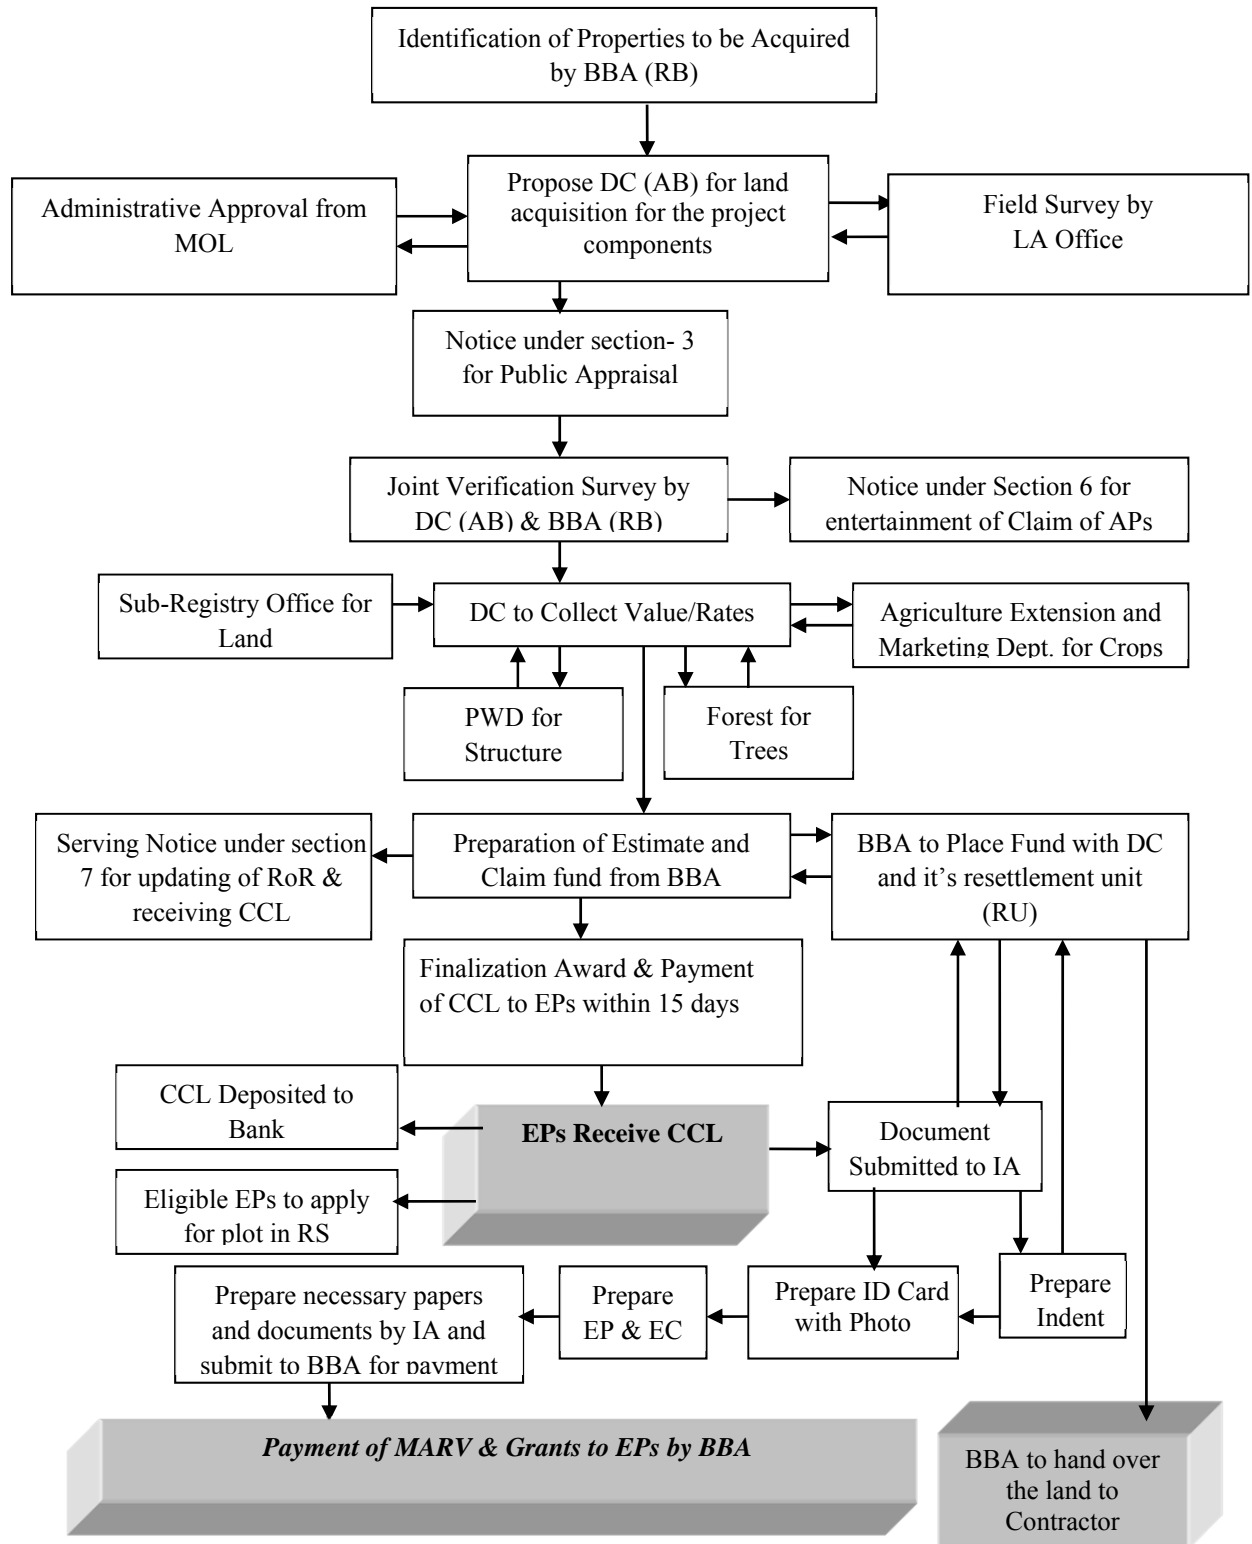 Identification of Properties to be Acquired
by BBA (RB)
Administrative Approval from
MOL
Propose DC (AB) for land
acquisition for the project
components
Field Survey by
LA Office
Notice under section- 3
for Public Appraisal
Joint Verification Survey by
DC (AB) & BBA (RB)
Notice under Section 6 for
entertainment of Claim of APs
Sub-Registry Office for
Land
DC to Collect Value/Rates
Agriculture Extension and
Marketing Dept. for Crops
PWD for
Structure
Forest for
Trees
Serving Notice under section
7 for updating of RoR &
receiving CCL
Preparation of Estimate and
Claim fund from BBA
BBA to Place Fund with DC
and it’s resettlement unit
(RU)
Finalization Award & Payment
of CCL to EPs within 15 days
CCL Deposited to
Bank
EPs Receive CCL
Document
Submitted to IA
Eligible EPs to apply
for plot in RS
Prepare necessary papers
and documents by IA and
submit to BBA for payment
Prepare
EP & EC
Prepare ID Card
with Photo
Prepare
Indent
Payment of MARV & Grants to EPs by BBA
BBA to hand over
the land to
Contractor